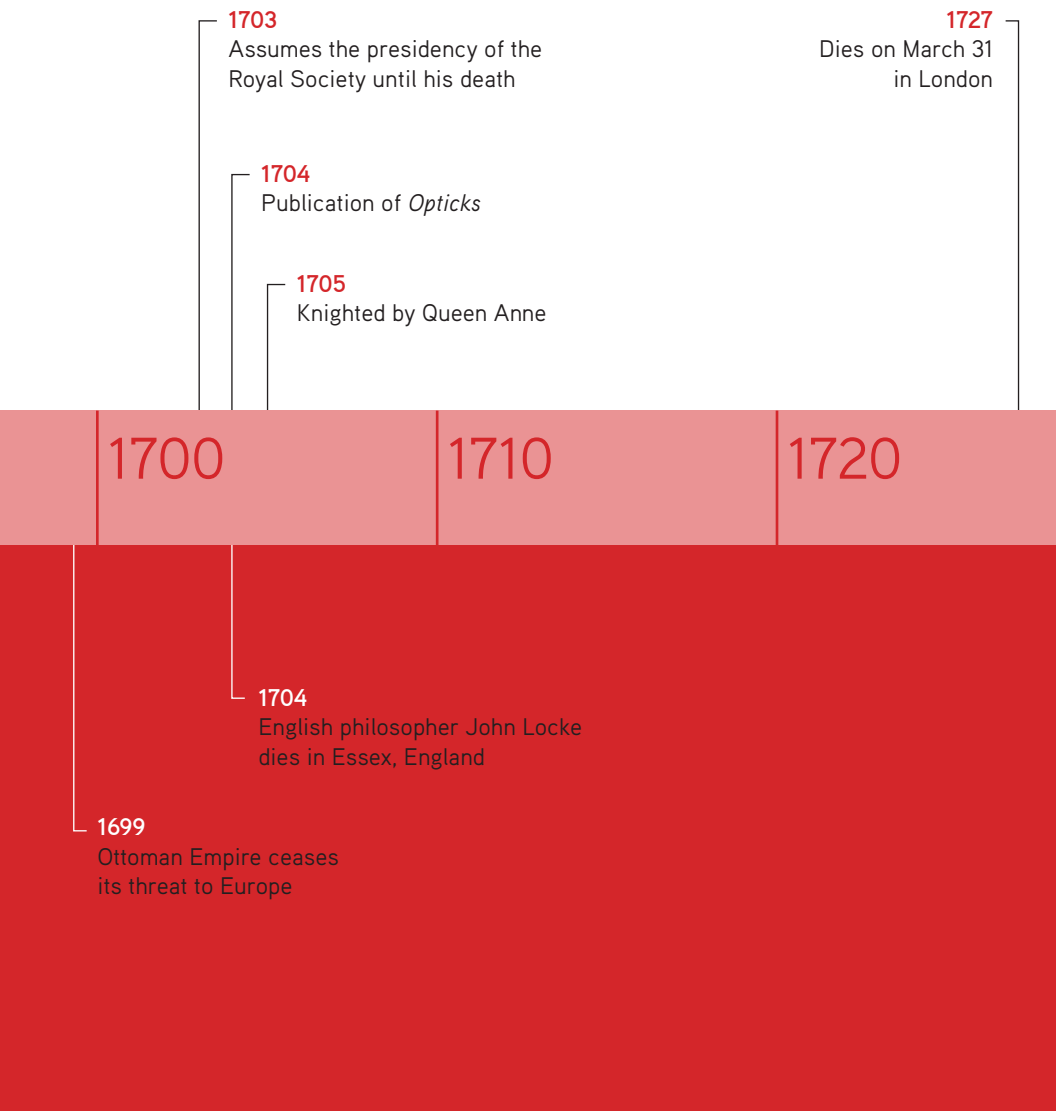 1703
Assumes the presidency of the
Royal Society until his death
1727
Dies on March 31
in London
1704
Publication of Opticks
1705
Knighted by Queen Anne
1700
1710
1720
1704
English philosopher John Locke
dies in Essex, England
1699
Ottoman Empire ceases
its threat to Europe